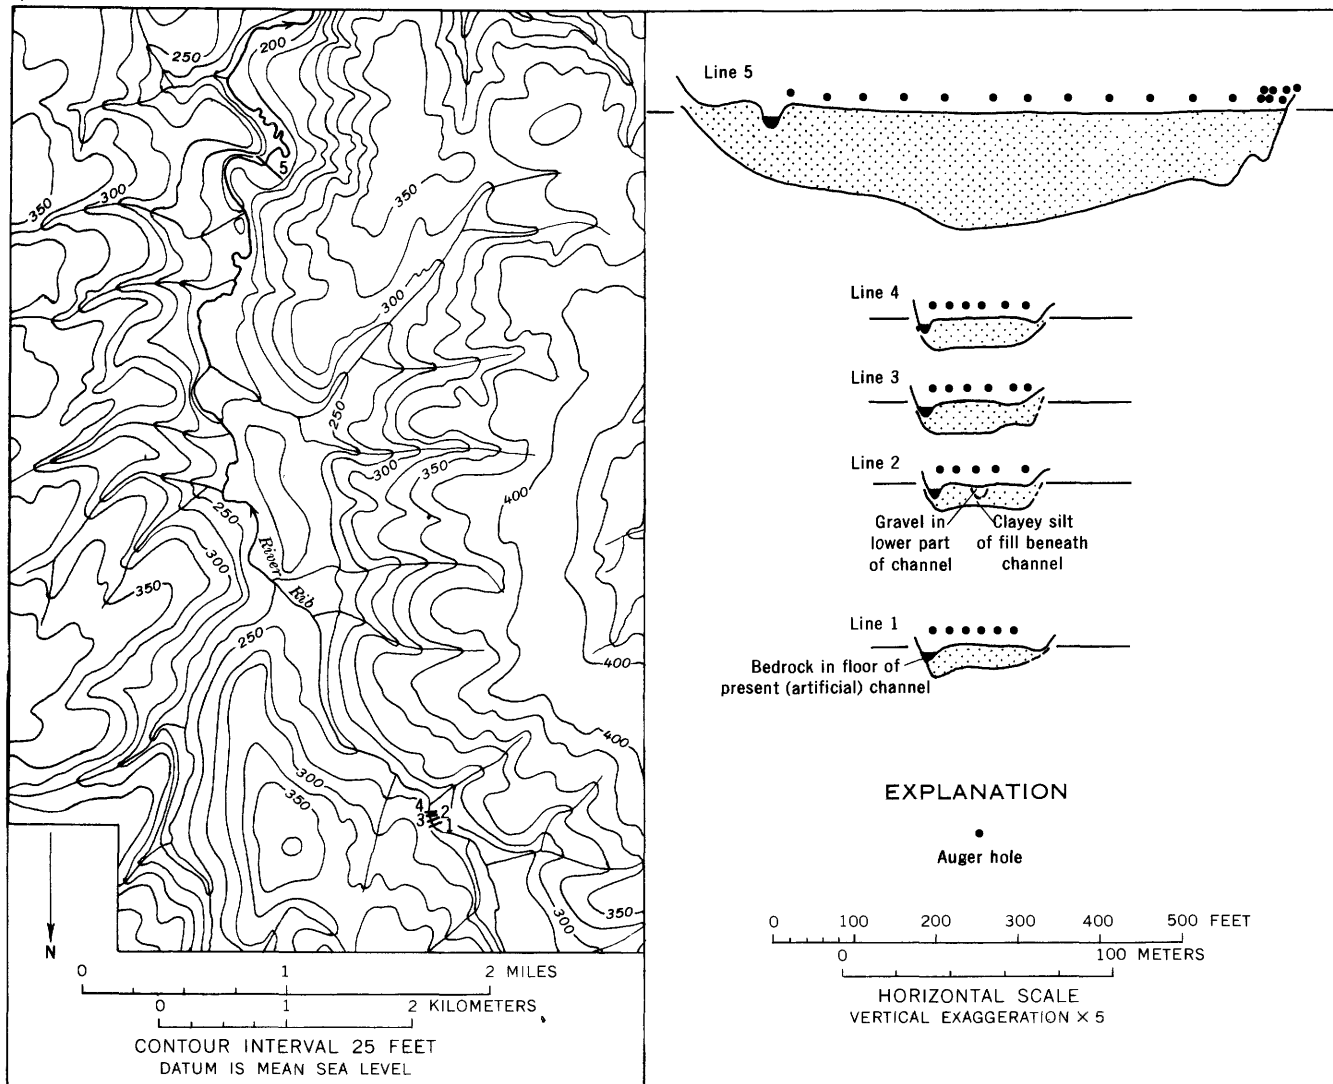 250
200
5
350
300
350
300
250
300
350
400
250
300
350
River Rib
250
400
400
300
350
4
3
2
1
350
300
N
0 1 2 MILES
0 1 2 KILOMETERS
CONTOUR INTERVAL 25 FEET
DATUM IS MEAN SEA LEVEL
Line 5
Line 4
Line 3
Line 2
Gravel in
lower part
of channel
Clayey silt
of fill beneath
channel
Line 1
Bedrock in floor of
present (artificial) channel
EXPLANATION
Auger hole
0 100 200 300 400 500 FEET
0 100 METERS
HORIZONTAL SCALE
VERTICAL EXAGGERATION × 5